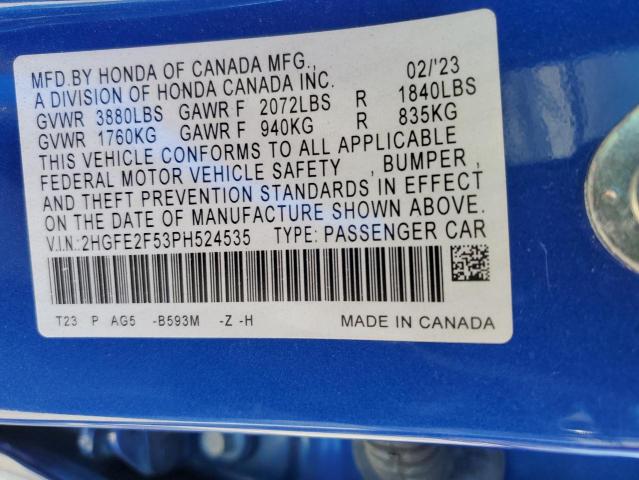 MFD.BY HONDA OF CANADA MFG., 02/'23
A DIVISION OF HONDA CANADA INC.
GVWR 3880LBS GAWR F 2072LBS R 1840LBS
GVWR 1760KG GAWR F 940KG R 835KG
THIS VEHICLE CONFORMS TO ALL APPLICABLE
FEDERAL MOTOR VEHICLE SAFETY , BUMPER ,
AND THEFT PREVENTION STANDARDS IN EFFECT
ON THE DATE OF MANUFACTURE SHOWN ABOVE.
V.I.N.:2HGFE2F53PH524535 TYPE: PASSENGER CAR
T23 P AG5 -B593M -Z -H MADE IN CANADA